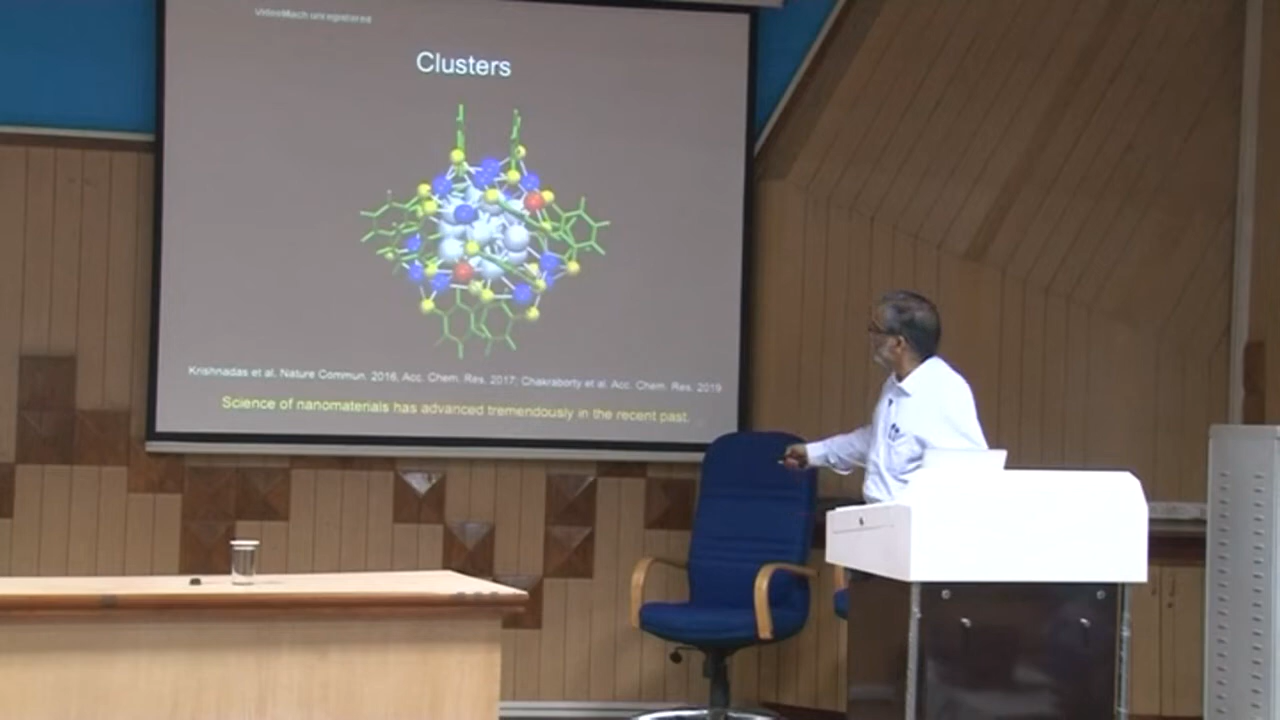 VideoMach unregistered
Clusters
Krishnadas et al. Nature Commun. 2016, Acc. Chem. Res. 2017; Chakraborty et al. Acc. Chem. Res. 2019
Science of nanomaterials has advanced tremendously in the recent past.